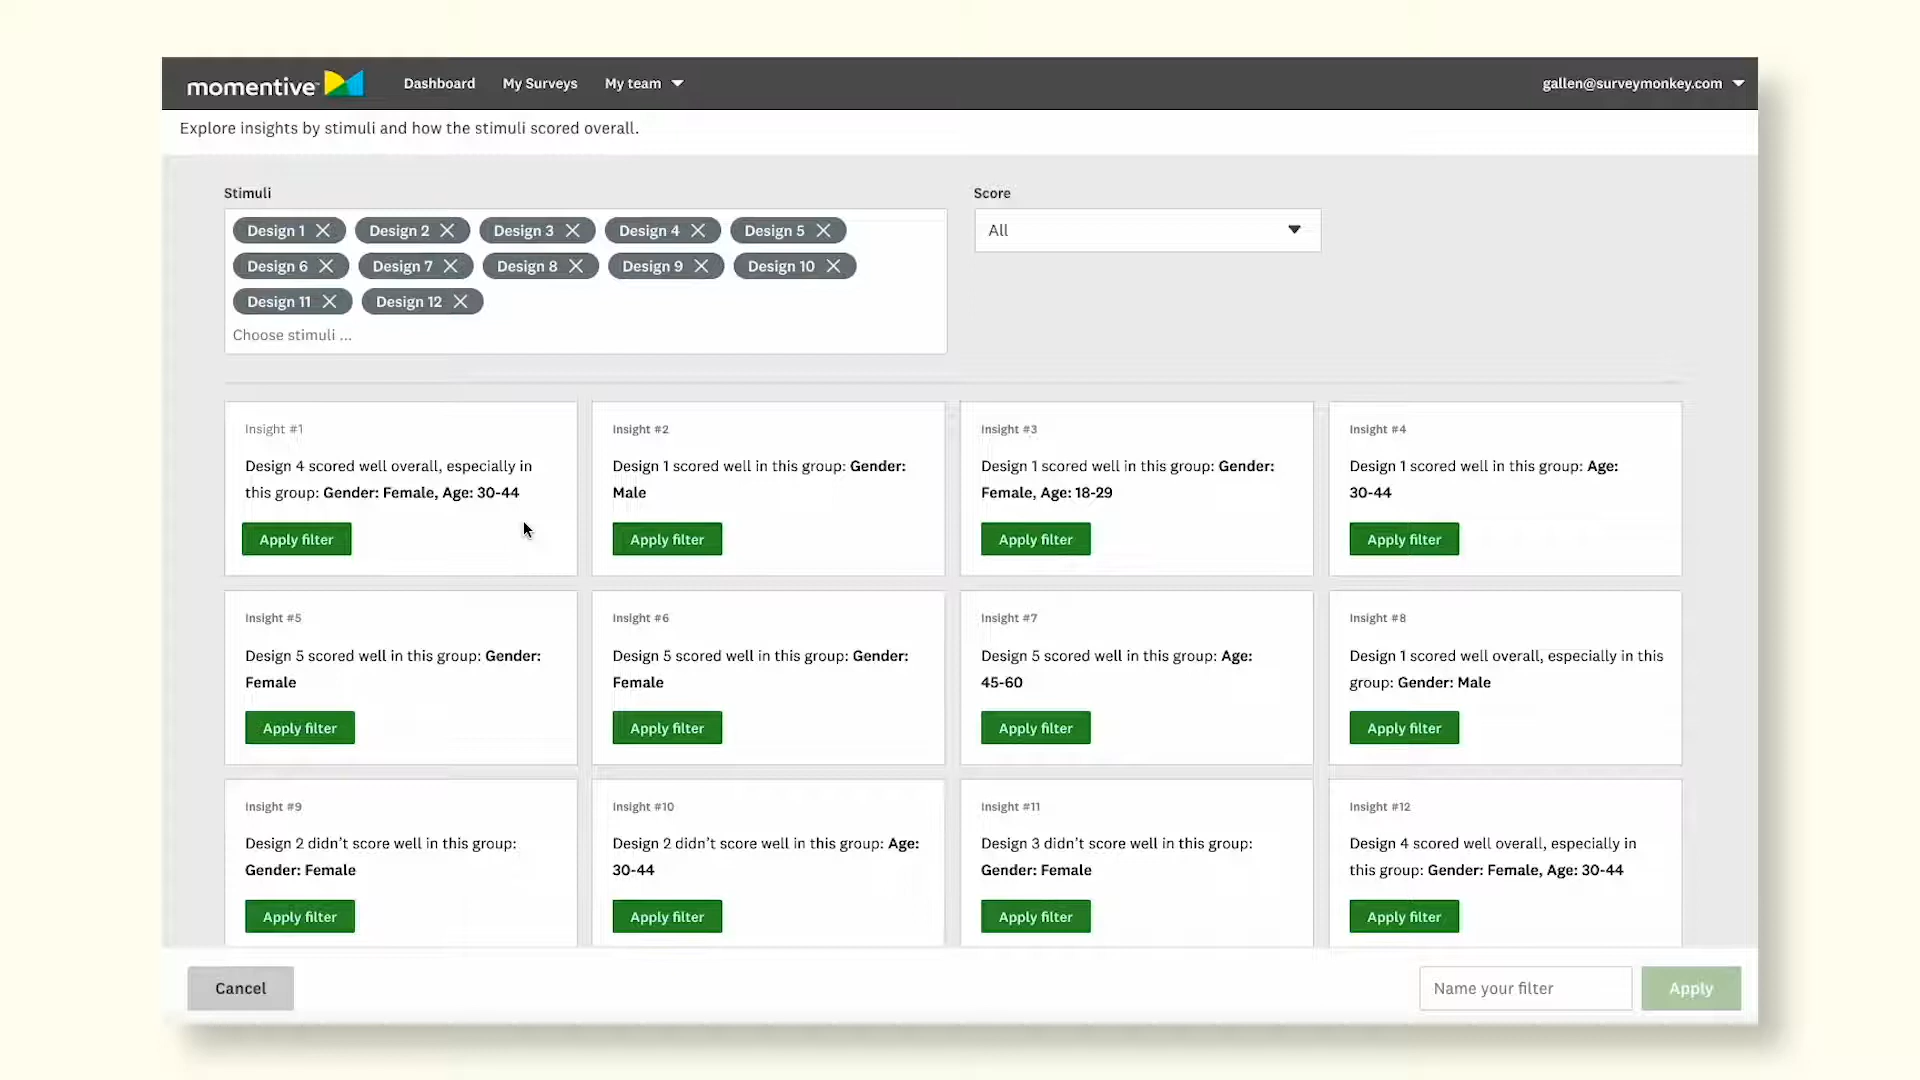 momentive
Dashboard My Surveys My team gallen@surveymonkey.com
Explore insights by stimuli and how the stimuli scored overall.
Stimuli Score
Design 1 Design 2 Design 3 Design 4 Design 5 All
Design 6 Design 7 Design 8 Design 9 Design 10
Design 11 Design 12
Choose stimuli ...
Insight #1
Design 4 scored well overall, especially in
this group: Gender: Female, Age: 30-44
Apply filter
Insight #2
Design 1 scored well in this group: Gender:
Male
Apply filter
Insight #3
Design 1 scored well in this group: Gender:
Female, Age: 18-29
Apply filter
Insight #4
Design 1 scored well in this group: Age:
30-44
Apply filter
Insight #5
Design 5 scored well in this group: Gender:
Female
Apply filter
Insight #6
Design 5 scored well in this group: Gender:
Female
Apply filter
Insight #7
Design 5 scored well in this group: Age:
45-60
Apply filter
Insight #8
Design 1 scored well overall, especially in this
group: Gender: Male
Apply filter
Insight #9
Design 2 didn't score well in this group:
Gender: Female
Apply filter
Insight #10
Design 2 didn't score well in this group: Age:
30-44
Apply filter
Insight #11
Design 3 didn't score well in this group:
Gender: Female
Apply filter
Insight #12
Design 4 scored well overall, especially in
this group: Gender: Female, Age: 30-44
Apply filter
Cancel Name your filter Apply